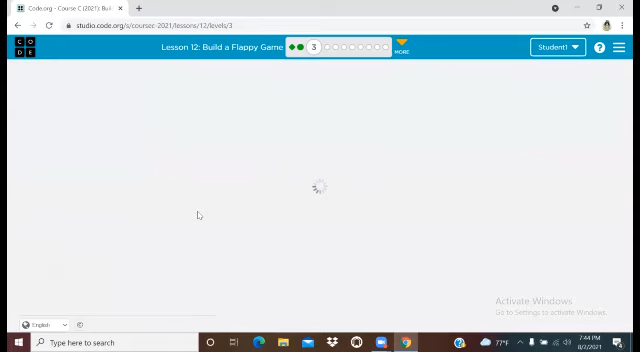 Code.org - Course C (2021): Buil
studio.code.org/s/coursec-2021/lessons/12/levels/3
CO
DE
Lesson 12: Build a Flappy Game
3
MORE
Student1
?
Activate Windows
Go to Settings to activate Windows.
English
©
Type here to search
77°F
7:44 PM
8/2/2021